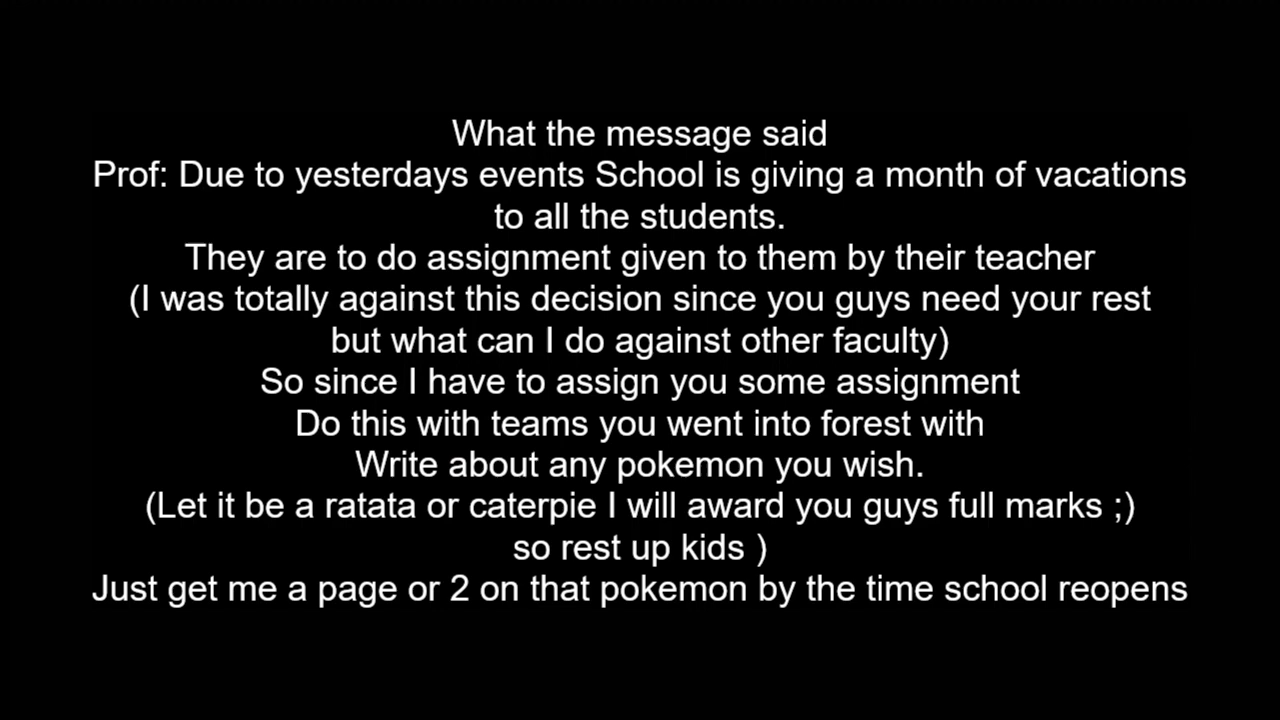 What the message said
Prof: Due to yesterdays events School is giving a month of vacations
to all the students.
They are to do assignment given to them by their teacher
(I was totally against this decision since you guys need your rest
but what can I do against other faculty)
So since I have to assign you some assignment
Do this with teams you went into forest with
Write about any pokemon you wish.
(Let it be a ratata or caterpie I will award you guys full marks ;)
so rest up kids )
Just get me a page or 2 on that pokemon by the time school reopens